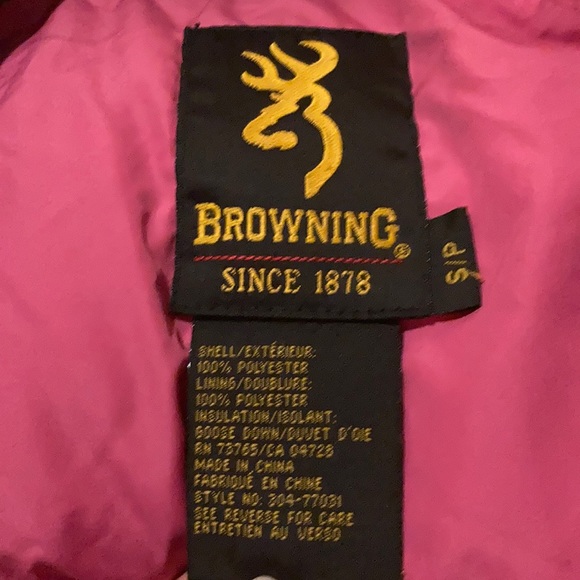 BROWNING®
SINCE 1878
S/P
SHELL/EXTÉRIEUR:
100% POLYESTER
LINING/DOUBLURE:
100% POLYESTER
INSULATION/ISOLANT:
GOOSE DOWN/DUVET D'OIE
RN 73765/CA 04728
MADE IN CHINA
FABRIQUÉ EN CHINE
STYLE NO: 304-77031
SEE REVERSE FOR CARE
ENTRETIEN AU VERSO